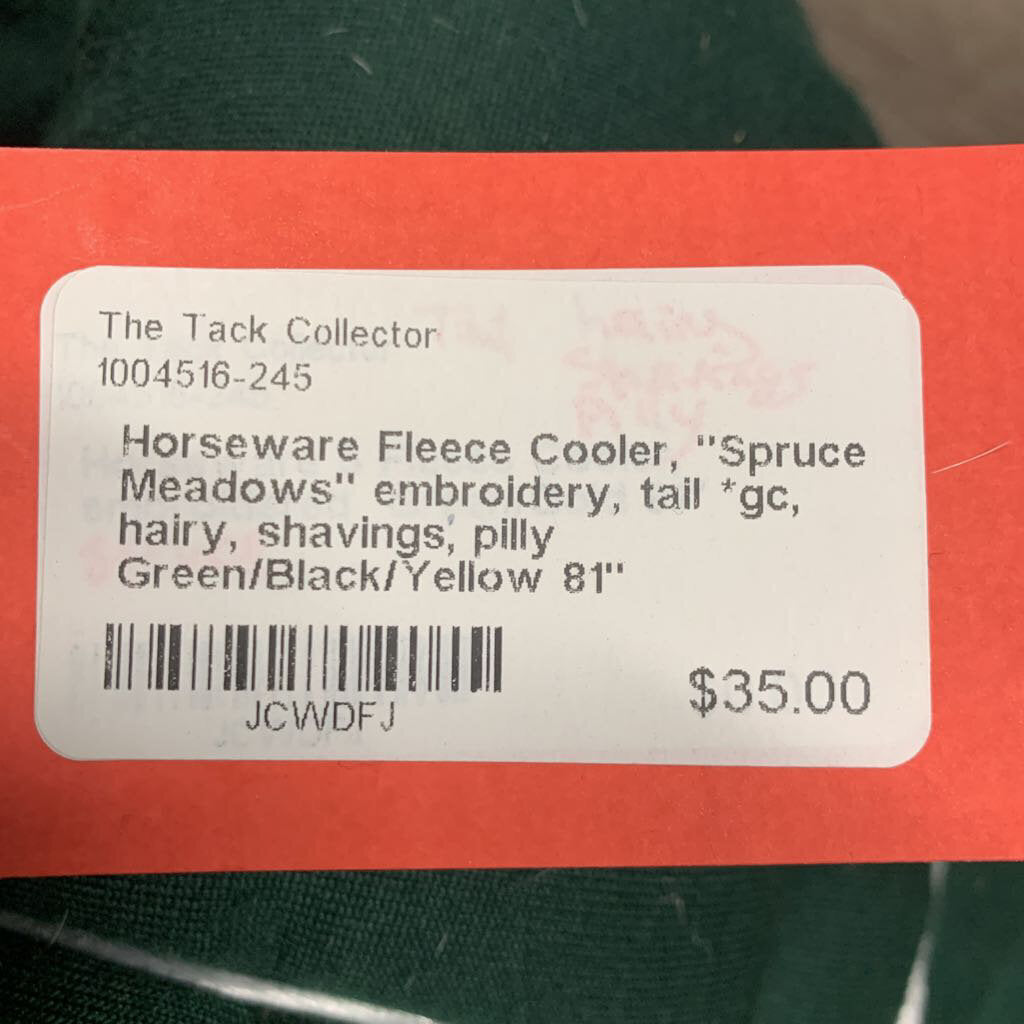 The Tack Collector
1004516-245
Horseware Fleece Cooler, "Spruce
Meadows" embroidery, tail *gc,
hairy, shavings, pilly
Green/Black/Yellow 81"
JCWDFJ
$35.00